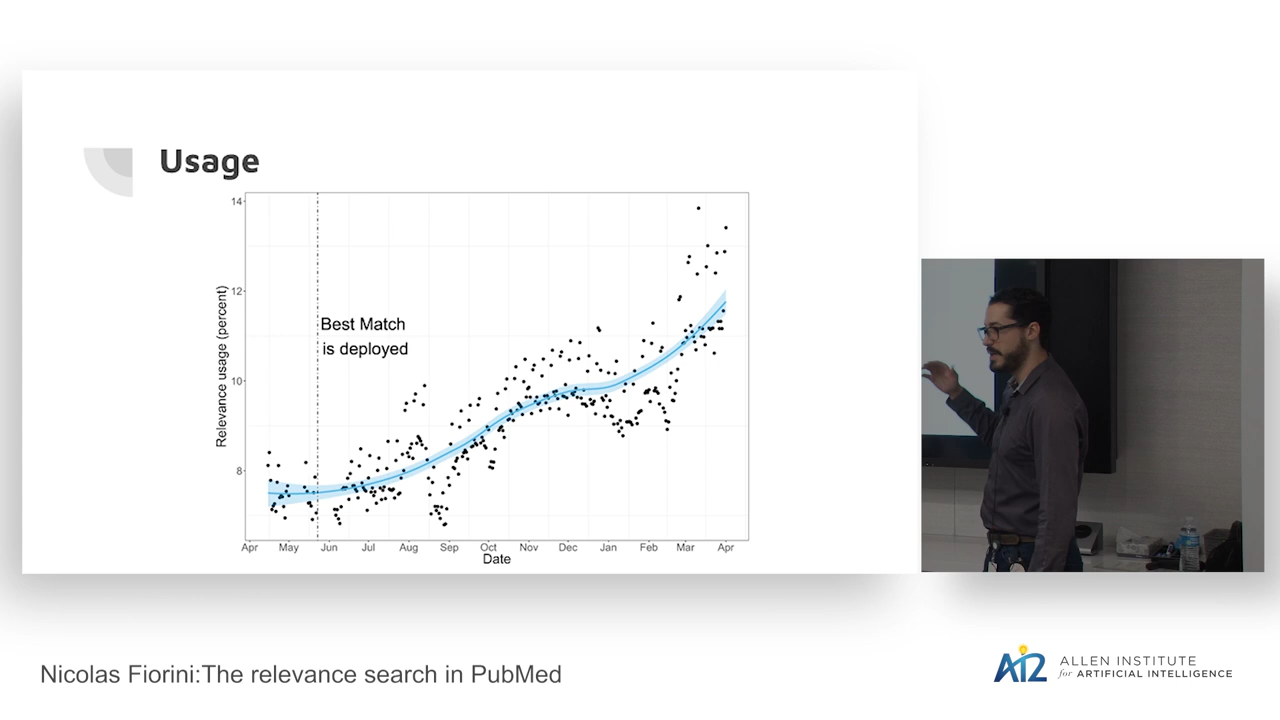 Usage
14
12
10
8
Relevance usage (percent)
Best Match
is deployed
Apr May Jun Jul Aug Sep Oct Nov Dec Jan Feb Mar Apr
Date
Nicolas Fiorini:The relevance search in PubMed
AI2
ALLEN INSTITUTE
for ARTIFICIAL INTELLIGENCE